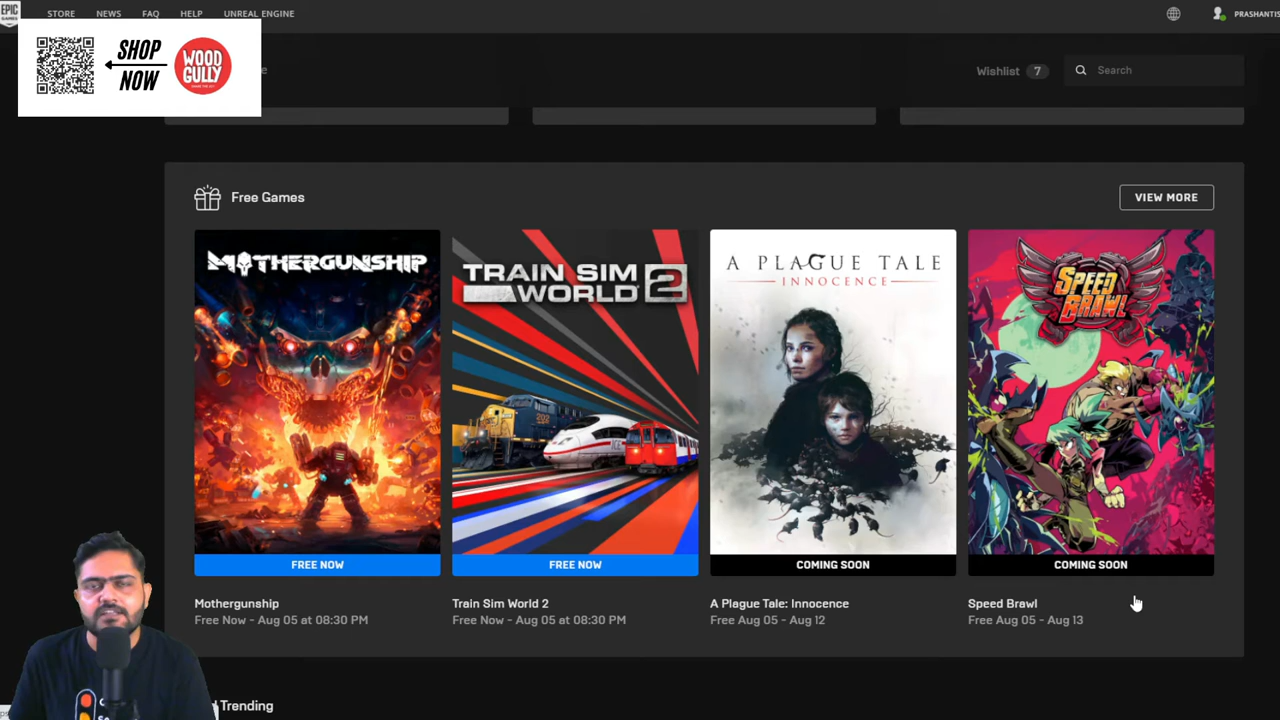 EPIC
GAMES
STORE NEWS FAQ HELP UNREAL ENGINE
PRASHANTIS
SHOP
NOW
WOOD
GULLY
Wishlist 7
Search
Free Games
VIEW MORE
MOTHERGUNSHIP
TRAIN SIM
WORLD 2
A PLAGUE TALE
INNOCENCE
SPEED
BRAWL
FREE NOW
FREE NOW
COMING SOON
COMING SOON
Mothergunship
Free Now - Aug 05 at 08:30 PM
Train Sim World 2
Free Now - Aug 05 at 08:30 PM
A Plague Tale: Innocence
Free Aug 05 - Aug 12
Speed Brawl
Free Aug 05 - Aug 13
Trending